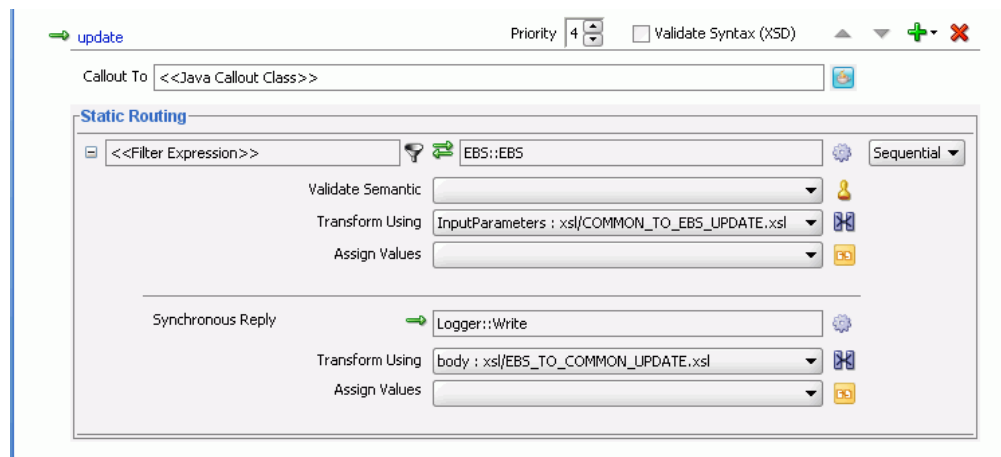 update Priority 4 Validate Syntax (XSD)
Callout To <<Java Callout Class>>
Static Routing
<<Filter Expression>> EBS::EBS Sequential
Validate Semantic
Transform Using InputParameters : xsl/COMMON_TO_EBS_UPDATE.xsl
Assign Values
Synchronous Reply Logger::Write
Transform Using body : xsl/EBS_TO_COMMON_UPDATE.xsl
Assign Values